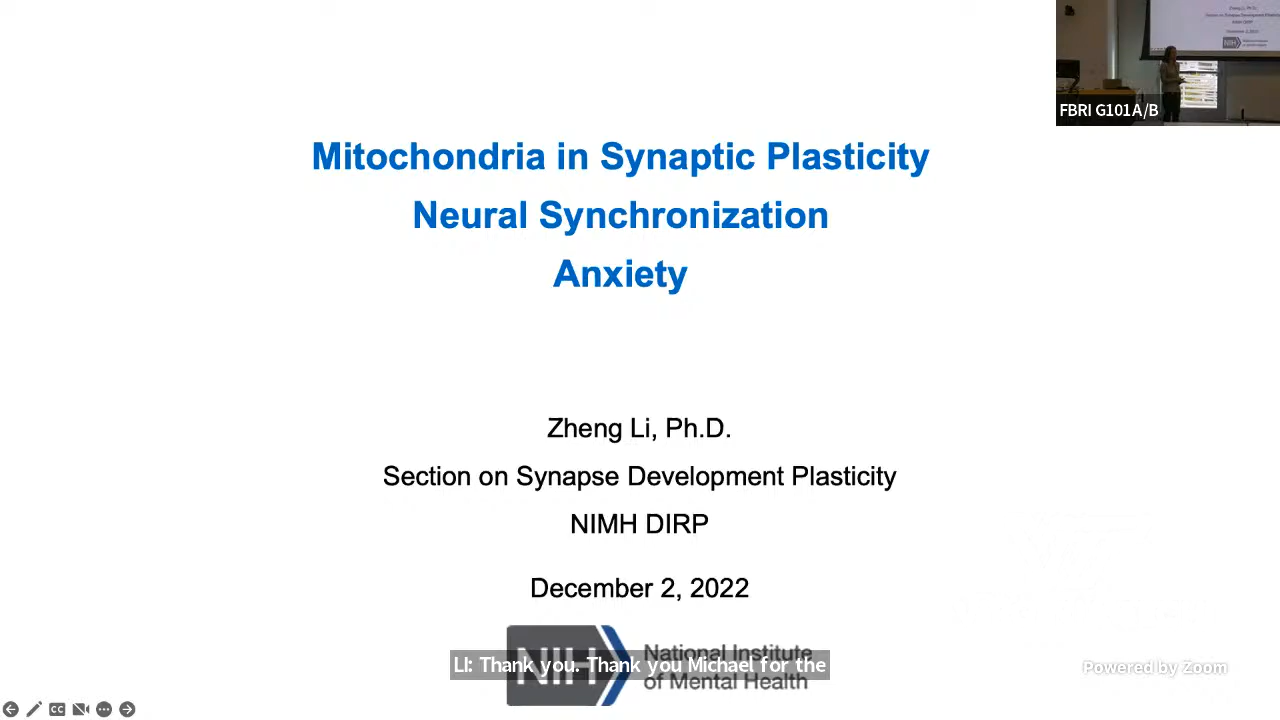 FBRI G101A/B
Mitochondria in Synaptic Plasticity
Neural Synchronization
Anxiety
Zheng Li, Ph.D.
Section on Synapse Development Plasticity
NIMH DIRP
December 2, 2022
NIH
National Institute
of Mental Health
LI: Thank you. Thank you Michael for the
Powered by Zoom